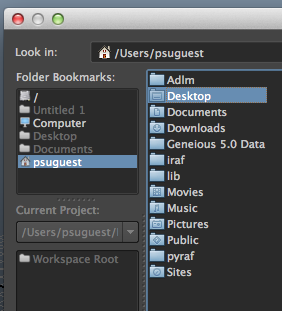 Look in:
/Users/psuguest
Folder Bookmarks:
/
Untitled 1
Computer
Desktop
Documents
psuguest
Current Project:
/Users/psuguest/
Workspace Root
Adlm
Desktop
Documents
Downloads
Geneious 5.0 Data
iraf
lib
Movies
Music
Pictures
Public
pyraf
Sites